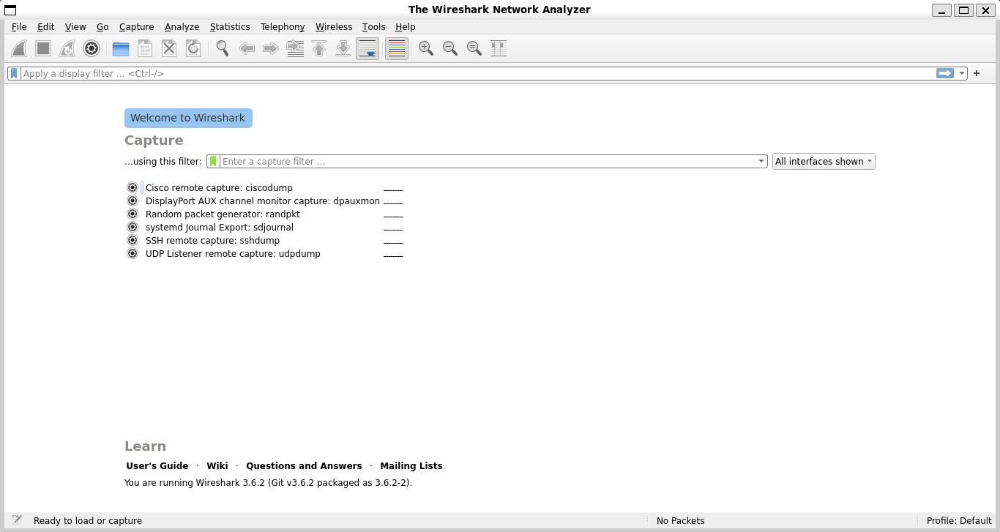 The Wireshark Network Analyzer
File Edit View Go Capture Analyze Statistics Telephony Wireless Tools Help
Apply a display filter … <Ctrl-/>
+
Welcome to Wireshark
Capture
…using this filter: Enter a capture filter … All interfaces shown
Cisco remote capture: ciscodump
DisplayPort AUX channel monitor capture: dpauxmon
Random packet generator: randpkt
systemd Journal Export: sdjournal
SSH remote capture: sshdump
UDP Listener remote capture: udpdump
Learn
User's Guide · Wiki · Questions and Answers · Mailing Lists
You are running Wireshark 3.6.2 (Git v3.6.2 packaged as 3.6.2-2).
Ready to load or capture No Packets Profile: Default